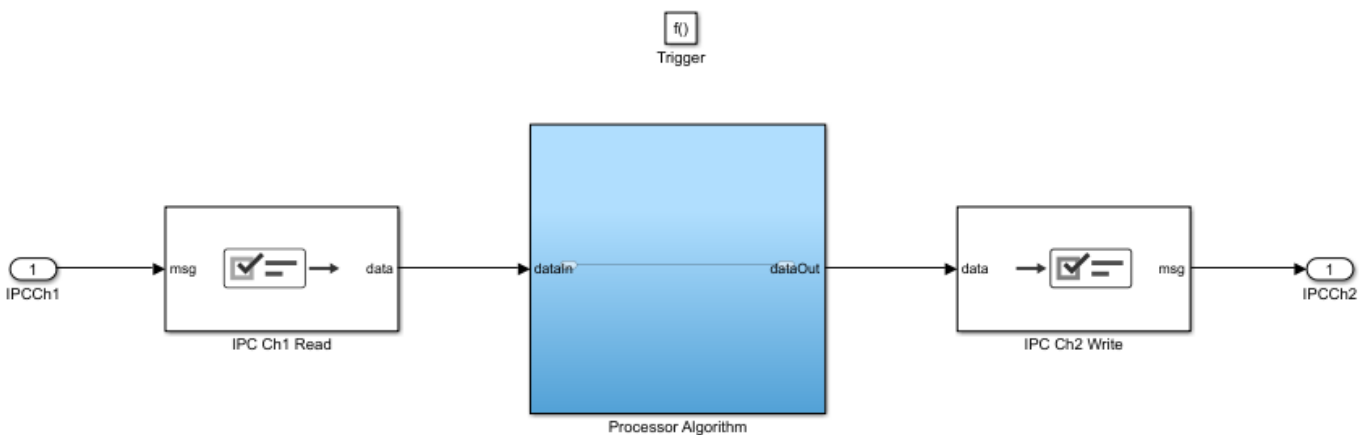 f()
Trigger
1
IPCCh1
msg
data
IPC Ch1 Read
dataIn
dataOut
Processor Algorithm
data
msg
IPC Ch2 Write
1
IPCCh2